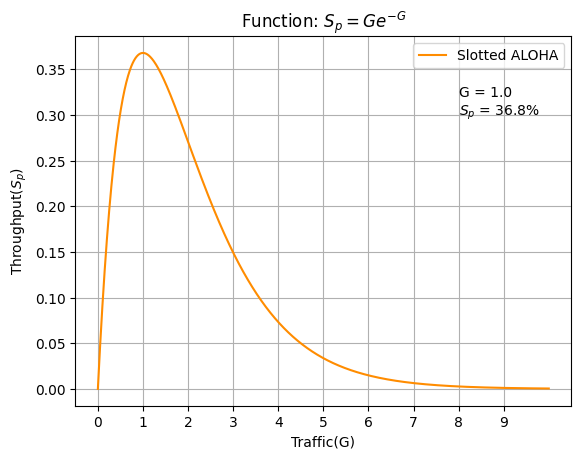 Function: $S_p = Ge^{-G}$
Slotted ALOHA
G = 1.0
$S_p$ = 36.8%
Throughput($S_p$)
0.35
0.30
0.25
0.20
0.15
0.10
0.05
0.00
0 1 2 3 4 5 6 7 8 9
Traffic(G)